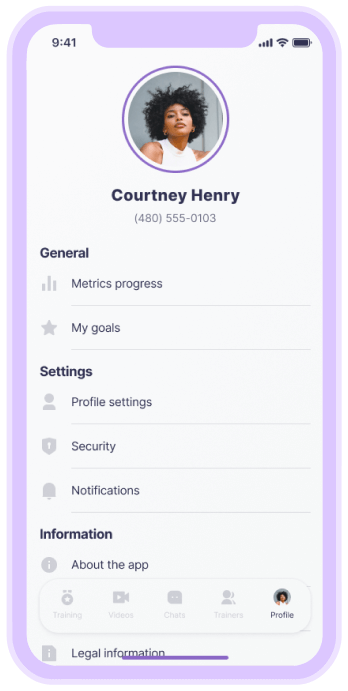 9:41
Courtney Henry
(480) 555-0103
General
Metrics progress
My goals
Settings
Profile settings
Security
Notifications
Information
About the app
Training Videos Chats Trainers Profile
Legal information